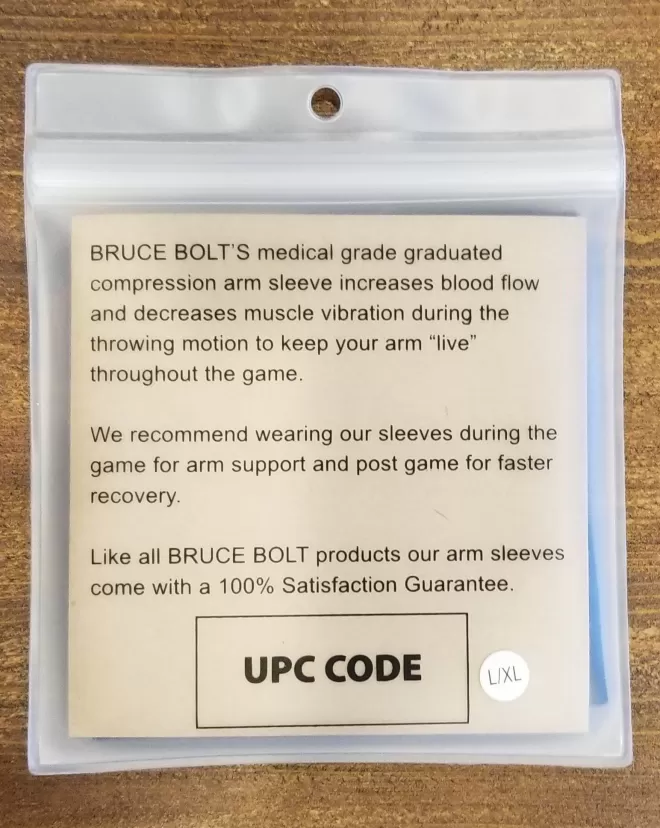 BRUCE BOLT'S medical grade graduated
compression arm sleeve increases blood flow
and decreases muscle vibration during the
throwing motion to keep your arm “live”
throughout the game.
We recommend wearing our sleeves during the
game for arm support and post game for faster
recovery.
Like all BRUCE BOLT products our arm sleeves
come with a 100% Satisfaction Guarantee.
UPC CODE
L/XL